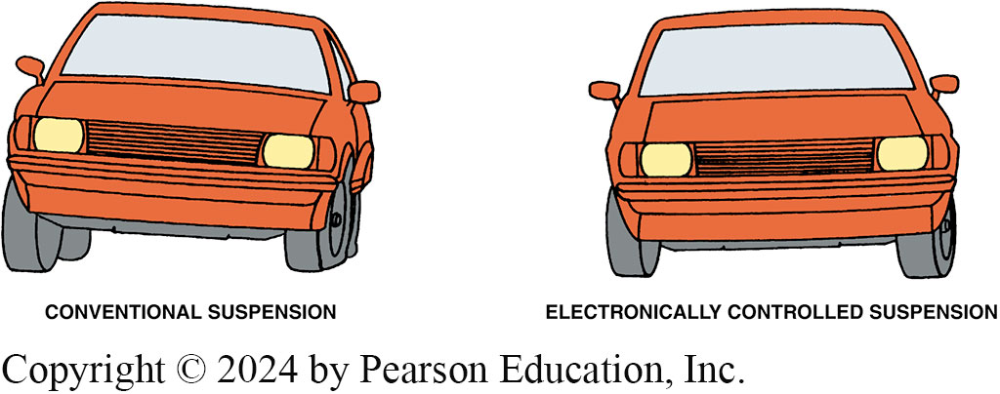 CONVENTIONAL SUSPENSION
ELECTRONICALLY CONTROLLED SUSPENSION
Copyright © 2024 by Pearson Education, Inc.